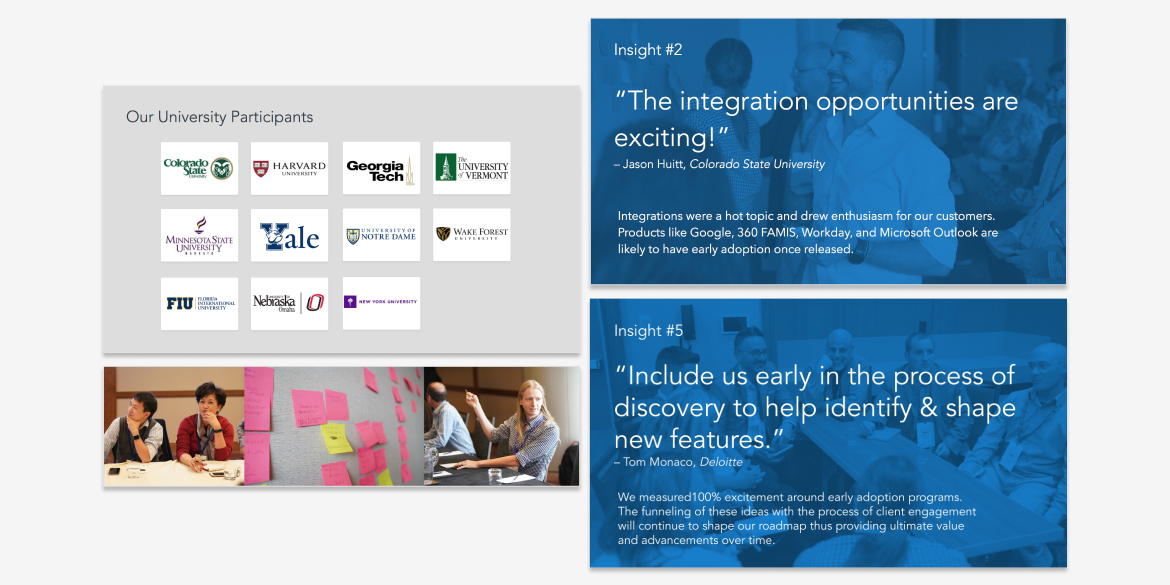 Our University Participants
Colorado
State
University
HARVARD
UNIVERSITY
Georgia
Tech
The
UNIVERSITY
of VERMONT
MINNESOTA STATE
UNIVERSITY
MANKATO
Yale
UNIVERSITY OF
NOTRE DAME
WAKE FOREST
UNIVERSITY
FIU
FLORIDA
INTERNATIONAL
UNIVERSITY
UNIVERSITY OF
Nebraska
Omaha
O
NEW YORK UNIVERSITY
Insight #2
“The integration opportunities are
exciting!”
– Jason Huitt, Colorado State University
Integrations were a hot topic and drew enthusiasm for our customers.
Products like Google, 360 FAMIS, Workday, and Microsoft Outlook are
likely to have early adoption once released.
Insight #5
“Include us early in the process of
discovery to help identify & shape
new features.”
– Tom Monaco, Deloitte
We measured100% excitement around early adoption programs.
The funneling of these ideas with the process of client engagement
will continue to shape our roadmap thus providing ultimate value
and advancements over time.